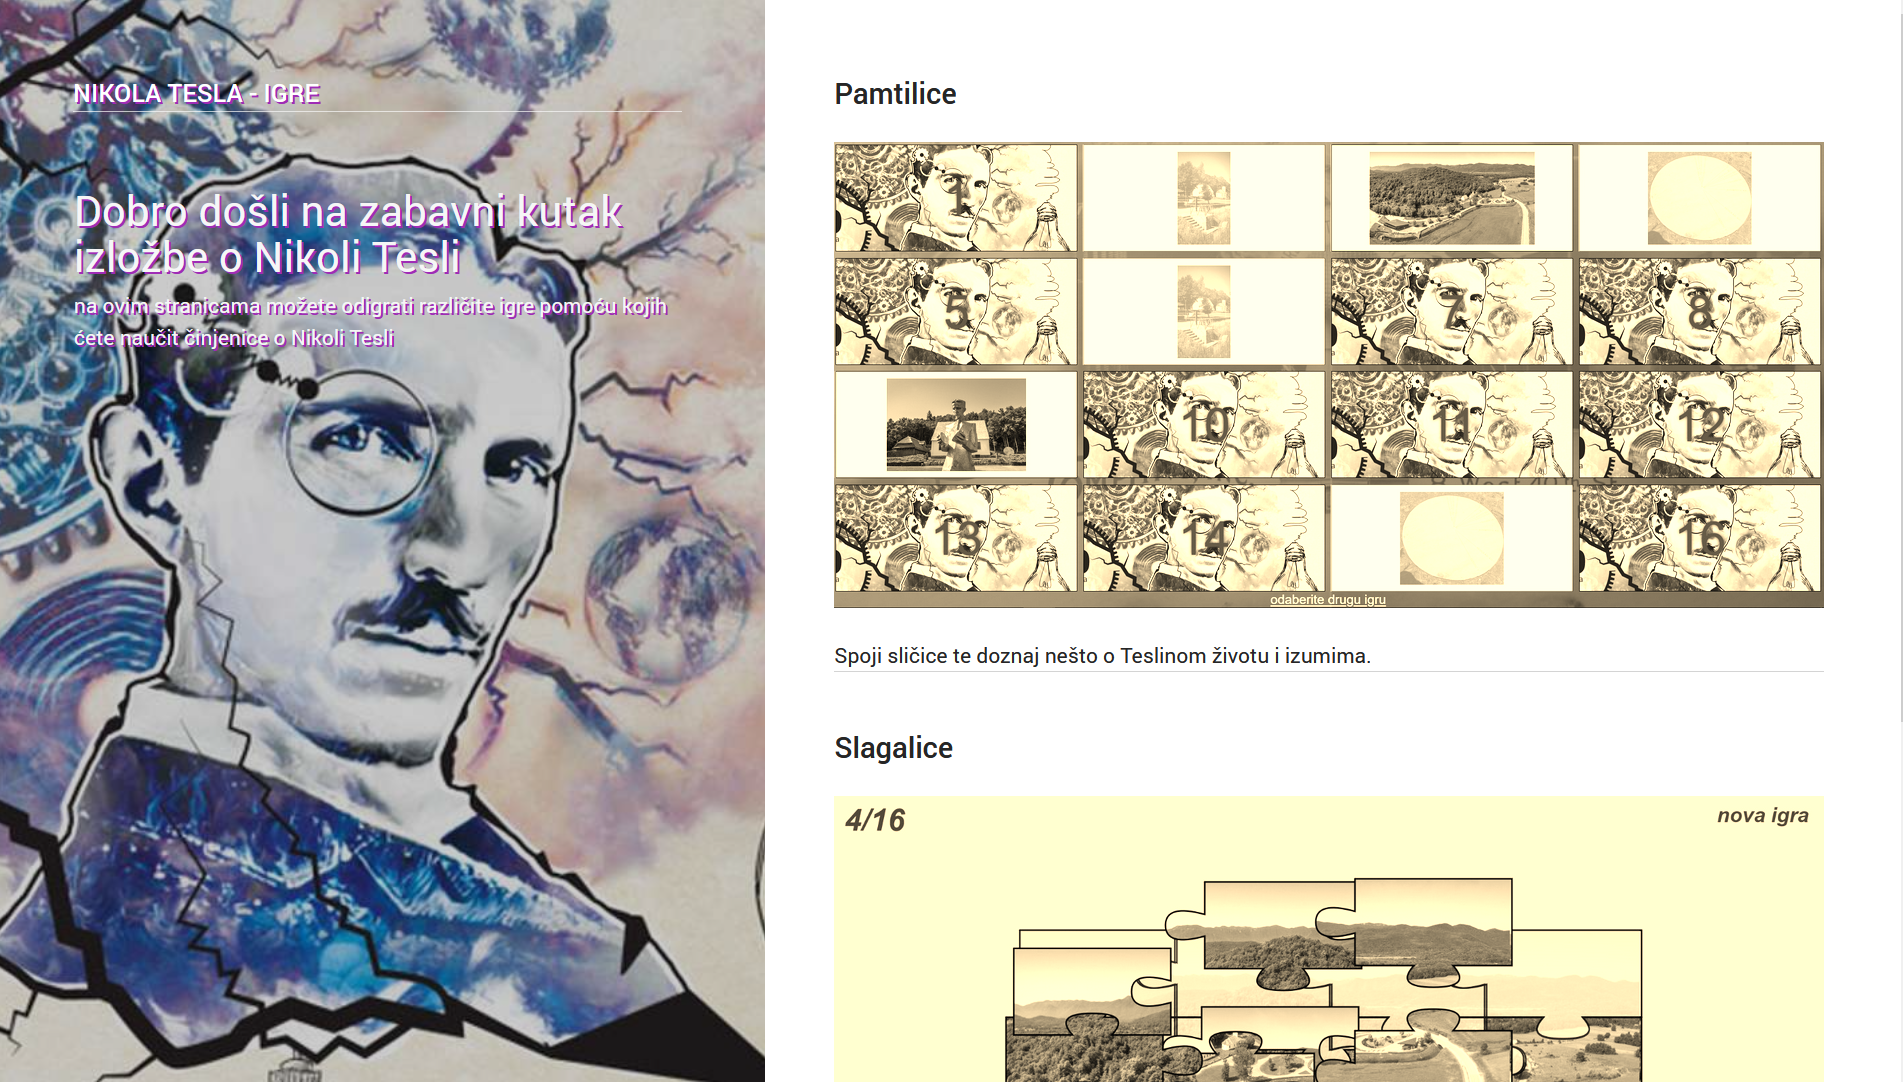 NIKOLA TESLA - IGRE
Dobro došli na zabavni kutak
izložbe o Nikoli Tesli
na ovim stranicama možete odigrati različite igre pomoću kojih
ćete naučit činjenice o Nikoli Tesli
Pamtilice
1
5
7
8
10
11
12
13
14
16
odaberite drugu igru
Spoji sličice te doznaj nešto o Teslinom životu i izumima.
Slagalice
4/16
nova igra